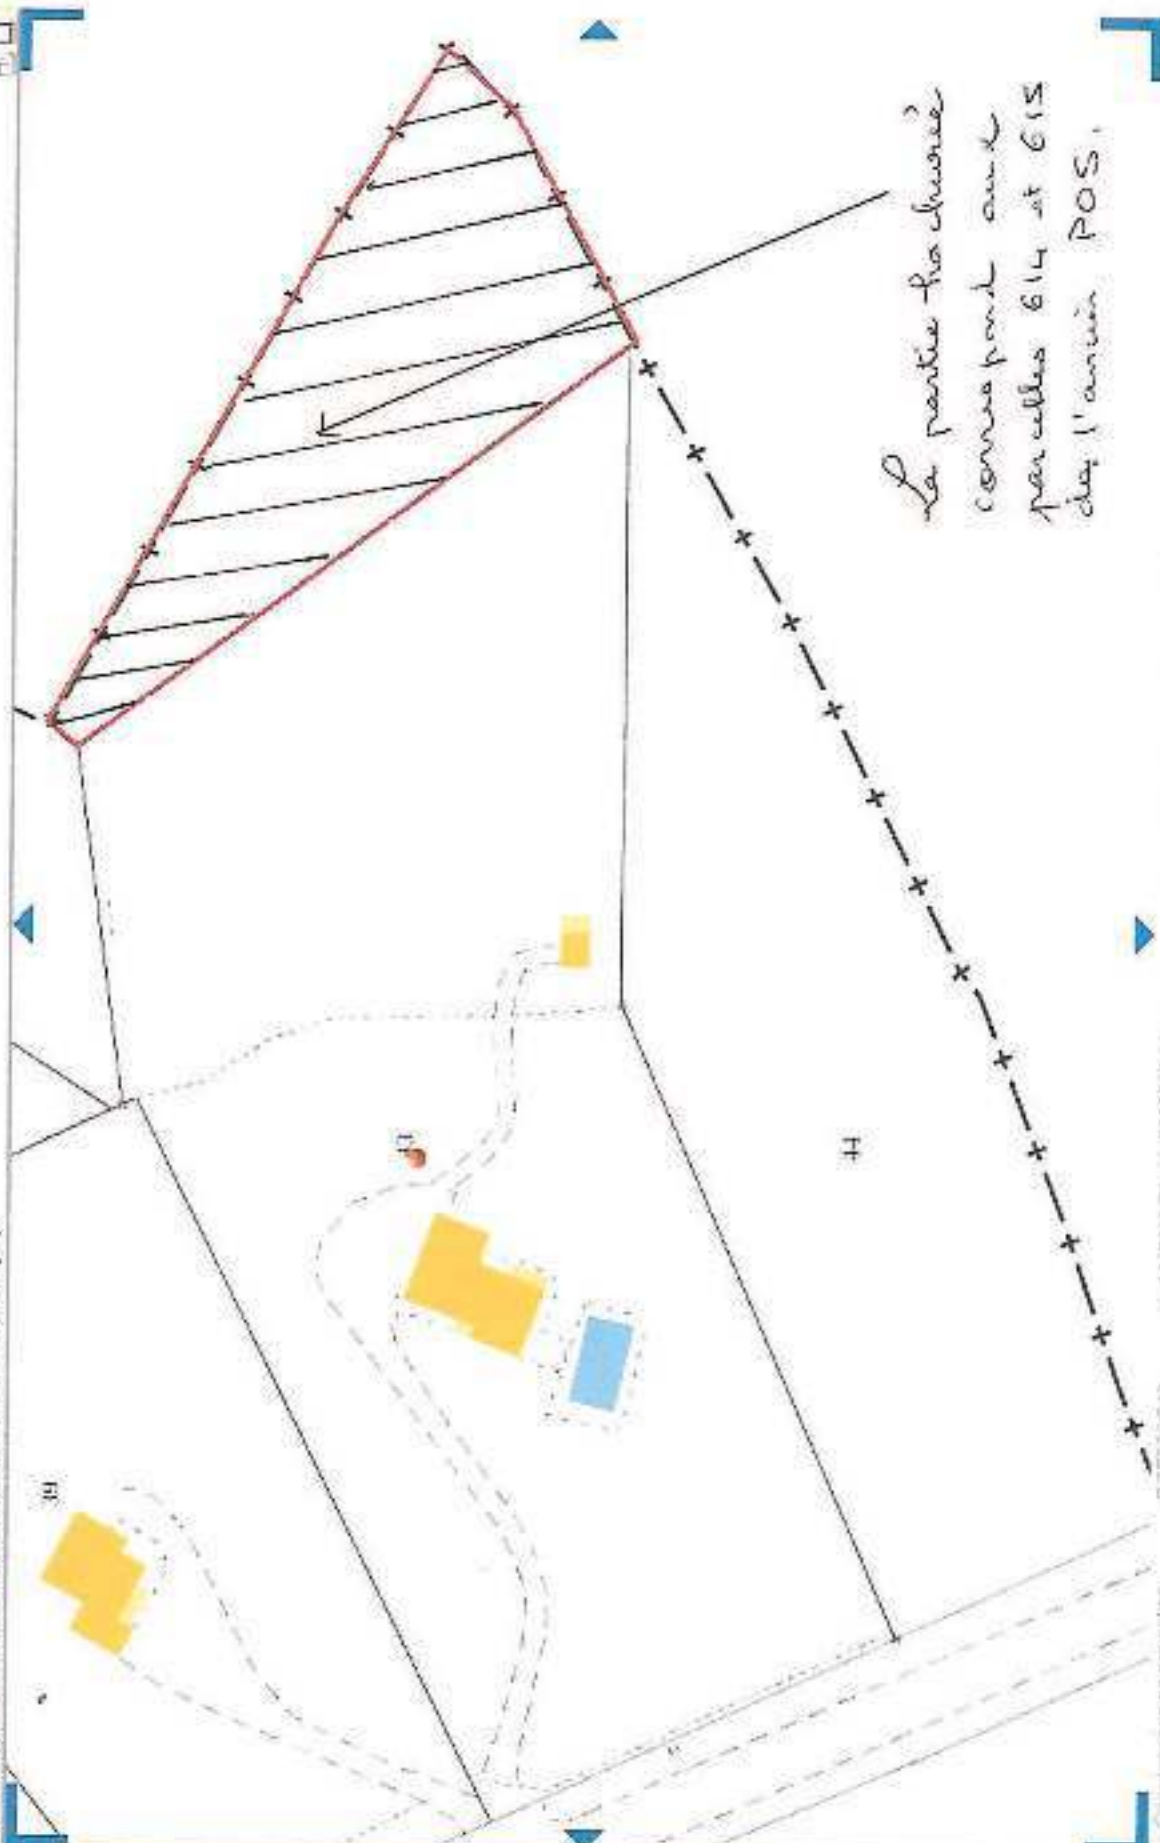 La partie hachurée
correspond aux
parcelles 614 et 615
de l'ancien POS.